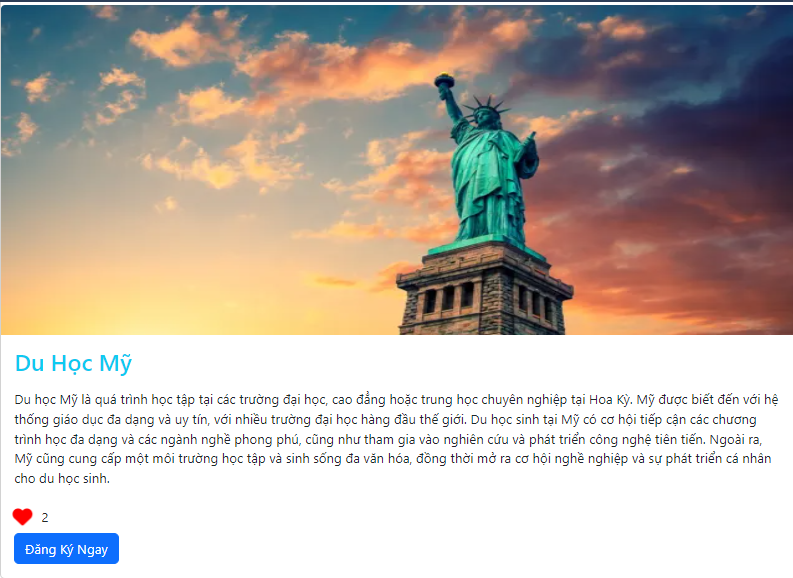 Du Học Mỹ
Du học Mỹ là quá trình học tập tại các trường đại học, cao đẳng hoặc trung học chuyên nghiệp tại Hoa Kỳ. Mỹ được biết đến với hệ
thống giáo dục đa dạng và uy tín, với nhiều trường đại học hàng đầu thế giới. Du học sinh tại Mỹ có cơ hội tiếp cận các chương
trình học đa dạng và các ngành nghề phong phú, cũng như tham gia vào nghiên cứu và phát triển công nghệ tiên tiến. Ngoài ra,
Mỹ cũng cung cấp một môi trường học tập và sinh sống đa văn hóa, đồng thời mở ra cơ hội nghề nghiệp và sự phát triển cá nhân
cho du học sinh.
2
Đăng Ký Ngay